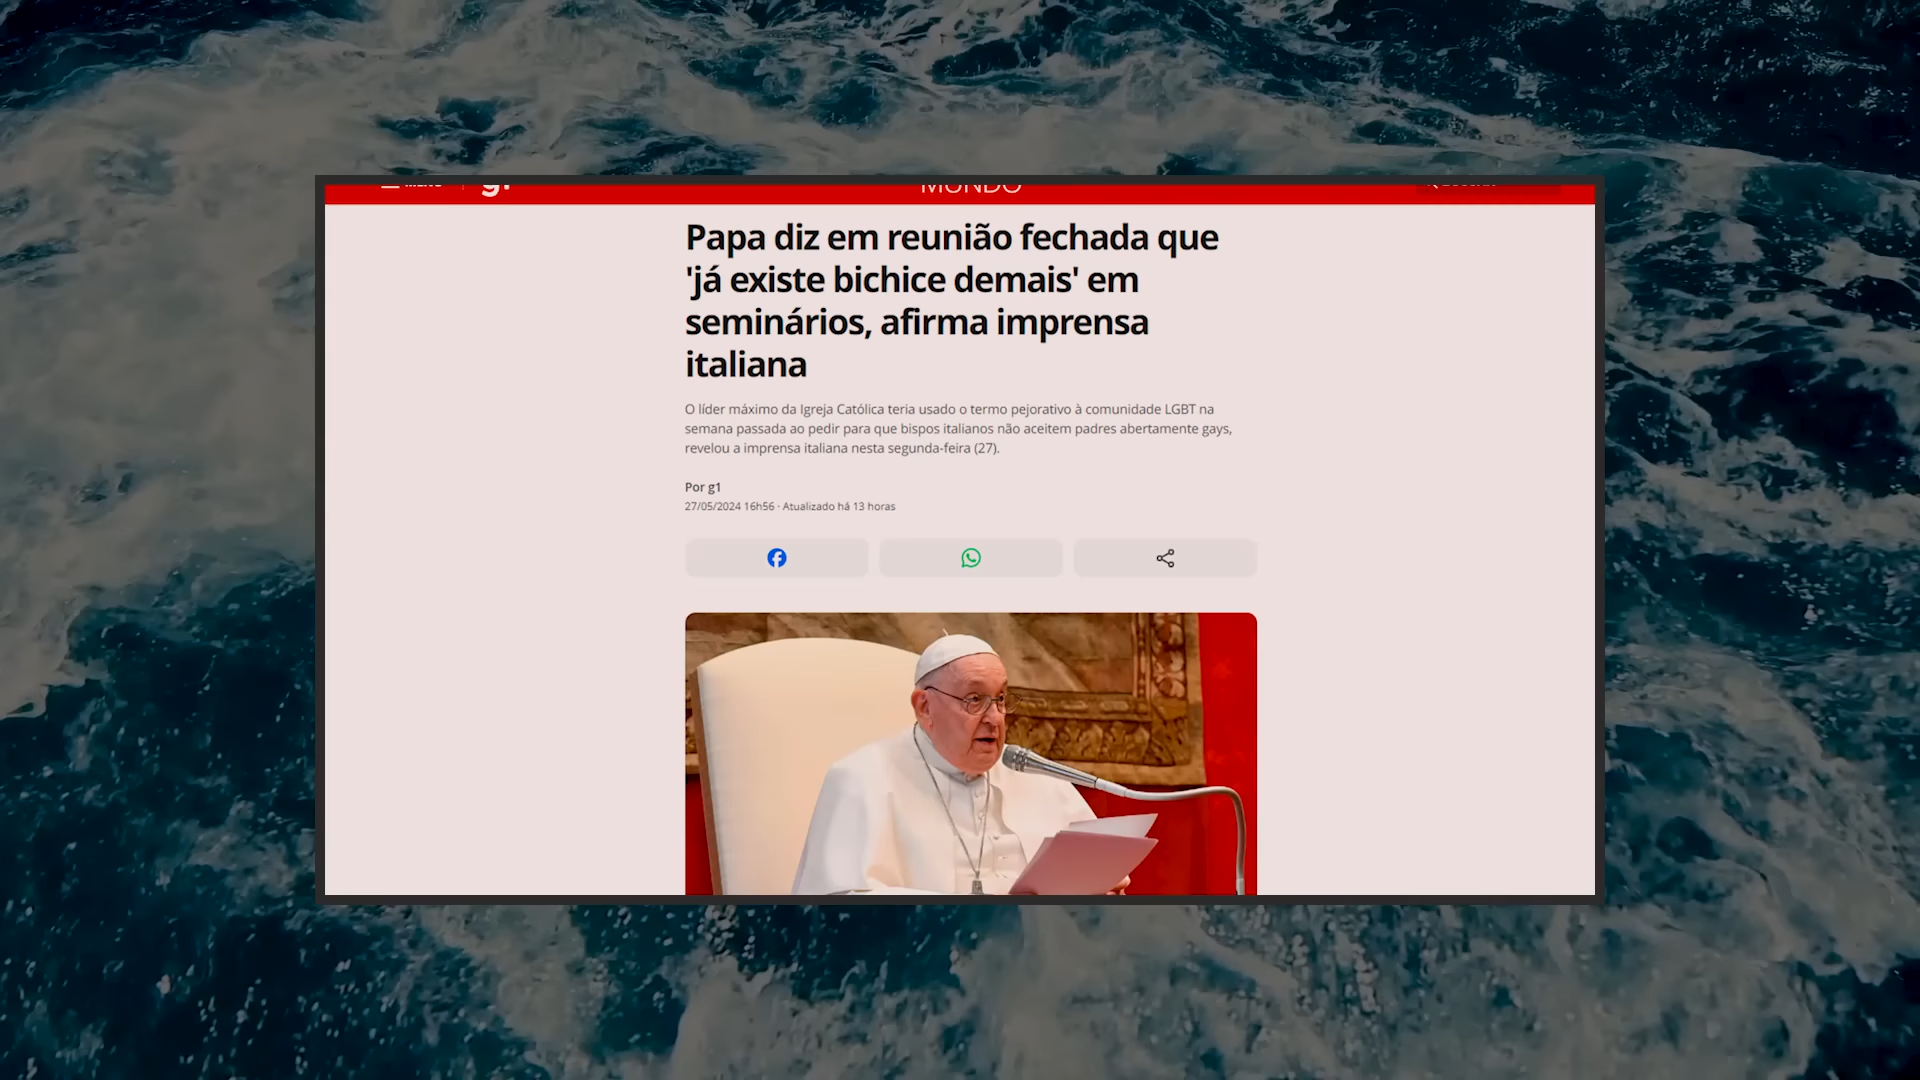 MENU g1 MUNDO
Papa diz em reunião fechada que
'já existe bichice demais' em
seminários, afirma imprensa
italiana
O líder máximo da Igreja Católica teria usado o termo pejorativo à comunidade LGBT na
semana passada ao pedir para que bispos italianos não aceitem padres abertamente gays,
revelou a imprensa italiana nesta segunda-feira (27).
Por g1
27/05/2024 16h56 · Atualizado há 13 horas